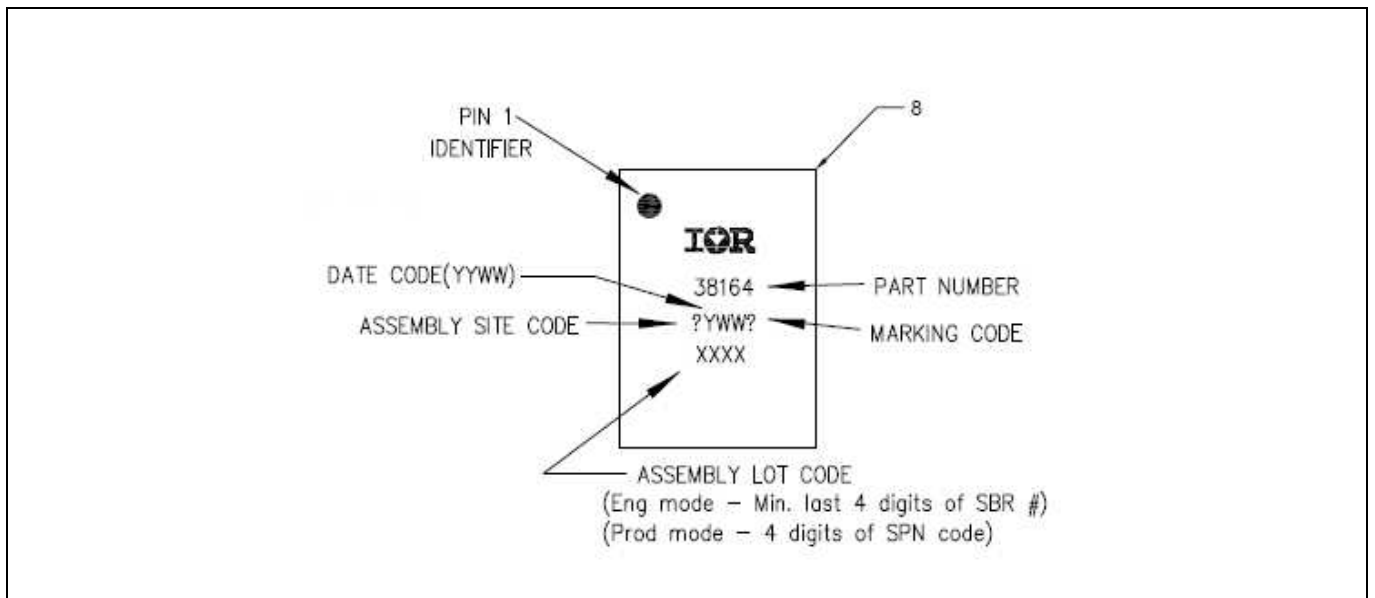 PIN 1
IDENTIFIER
8
IOR
DATE CODE(YYWW)
38164
PART NUMBER
ASSEMBLY SITE CODE
?YWW?
MARKING CODE
XXXX
ASSEMBLY LOT CODE
(Eng mode – Min. last 4 digits of SBR #)
(Prod mode – 4 digits of SPN code)